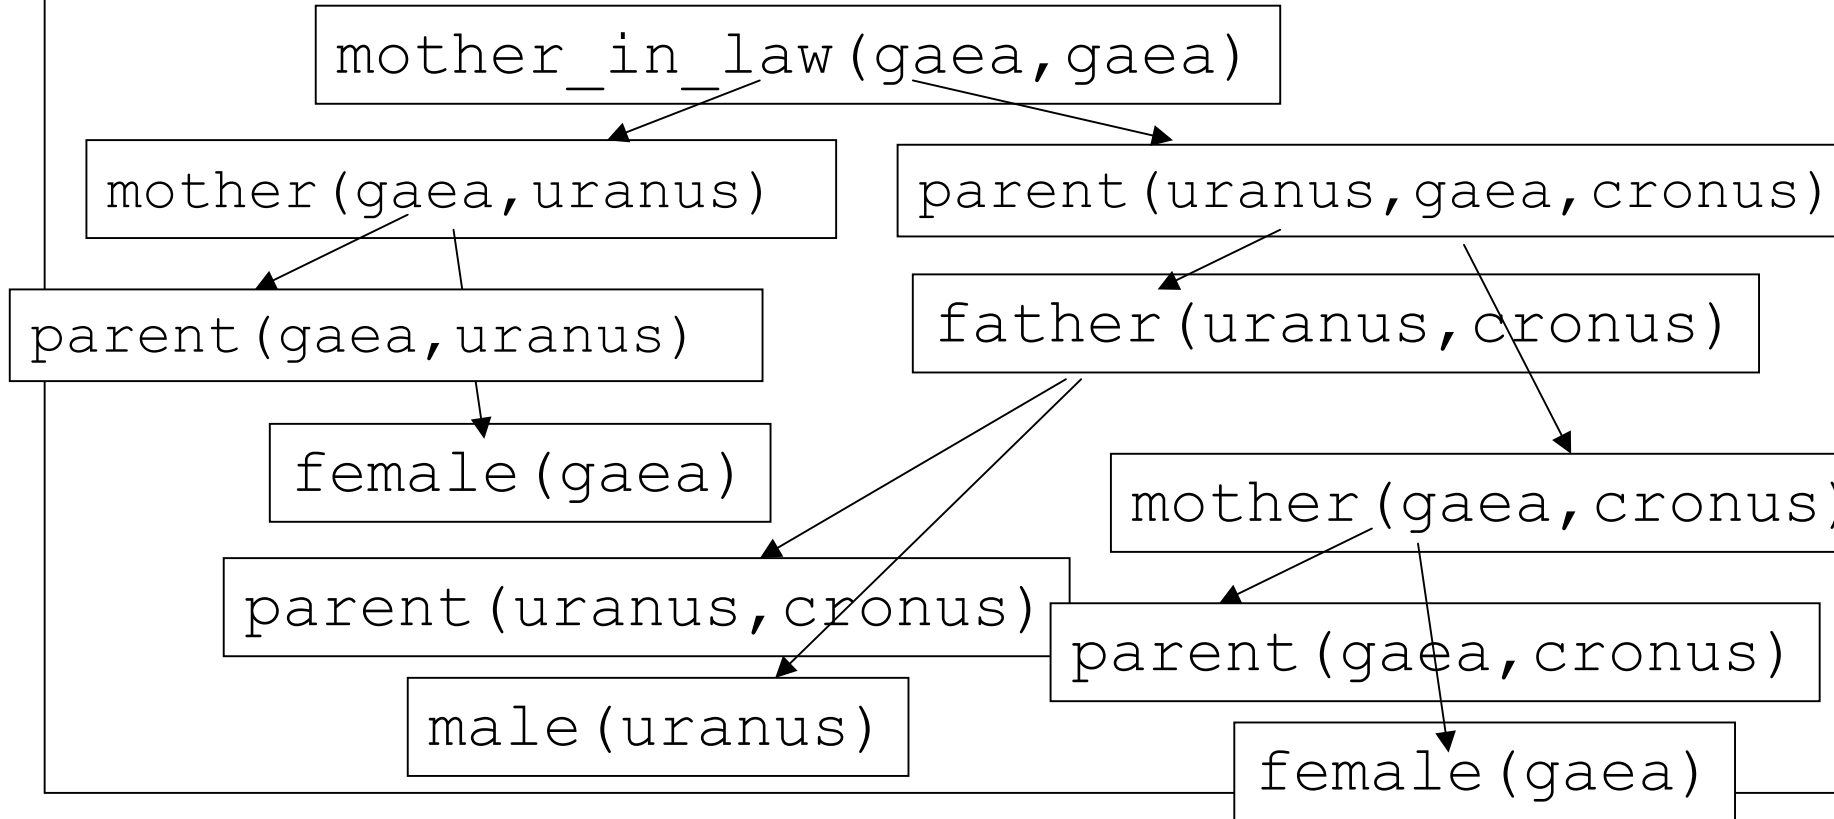 mother_in_law(gaea,gaea)
mother(gaea,uranus)
parent(uranus,gaea,cronus)
parent(gaea,uranus)
father(uranus,cronus)
female(gaea)
mother(gaea,cronus)
parent(uranus,cronus)
parent(gaea,cronus)
male(uranus)
female(gaea)